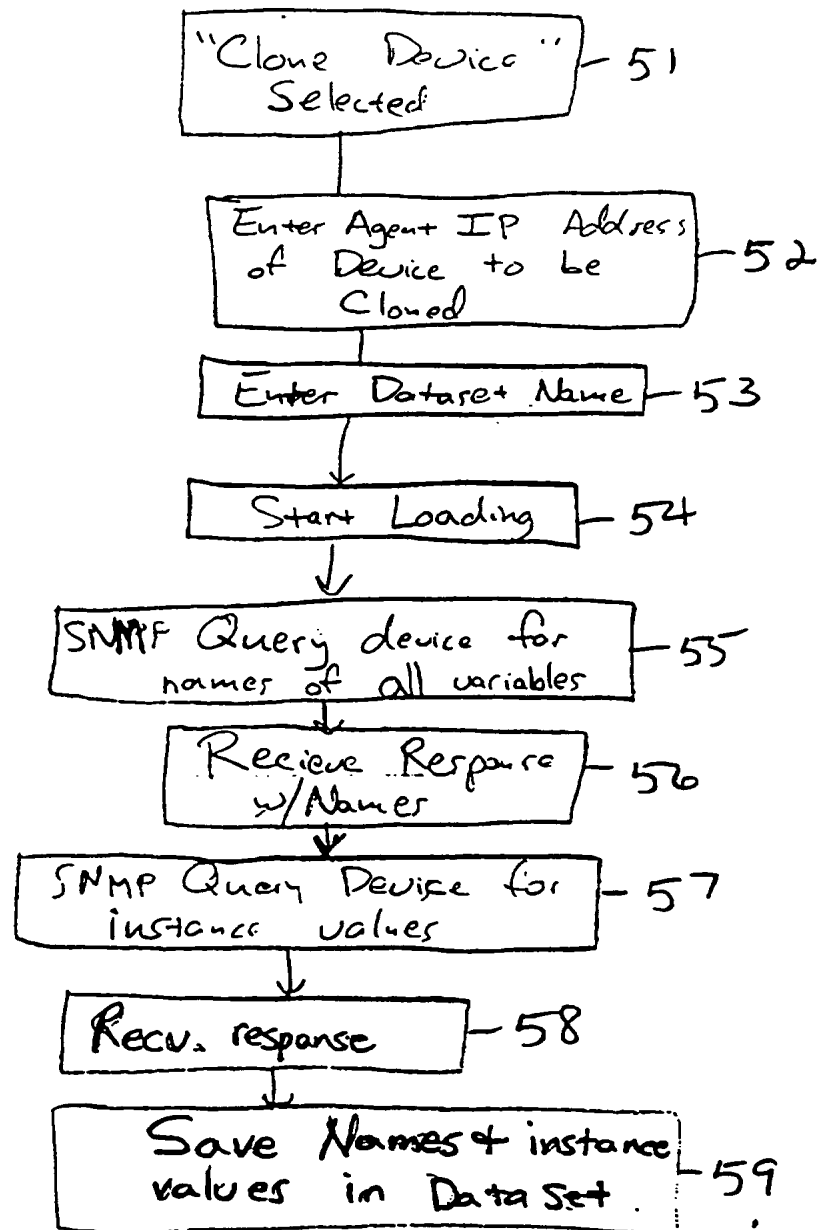 "Clone Device"
Selected
51
Enter Agent IP Address
of Device to be
Cloned
52
Enter Dataset Name
53
Start Loading
54
SNMP Query device for
names of all variables
55
Recieve Response
w/Names
56
SNMP Query Device for
instance values
57
Recv. response
58
Save Names & instance
values in Data Set
59